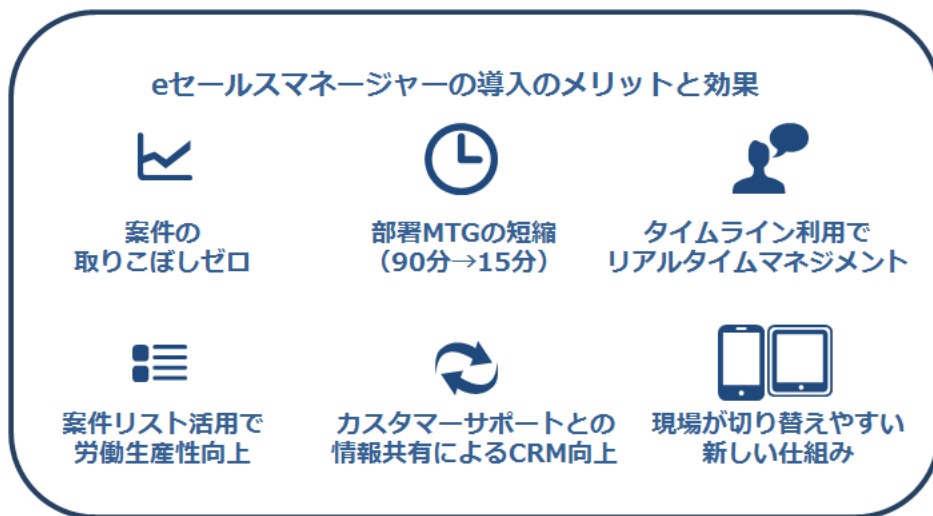 eセールスマネージャーの導入のメリットと効果
案件の
取りこぼしゼロ
部署MTGの短縮
（90分→15分）
タイムライン利用で
リアルタイムマネジメント
案件リスト活用で
労働生産性向上
カスタマーサポートとの
情報共有によるCRM向上
現場が切り替えやすい
新しい仕組み